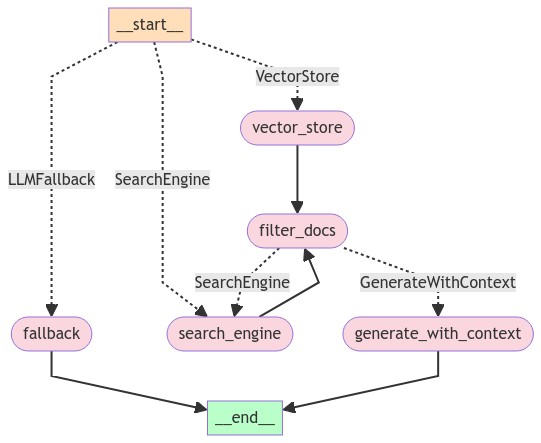 __start__
VectorStore
vector_store
LLMFallback
SearchEngine
filter_docs
SearchEngine
GenerateWithContext
fallback
search_engine
generate_with_context
__end__